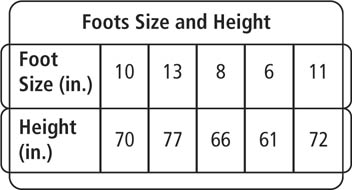 Foots Size and Height
Foot
Size (in.) 10 13 8 6 11
Height
(in.) 70 77 66 61 72